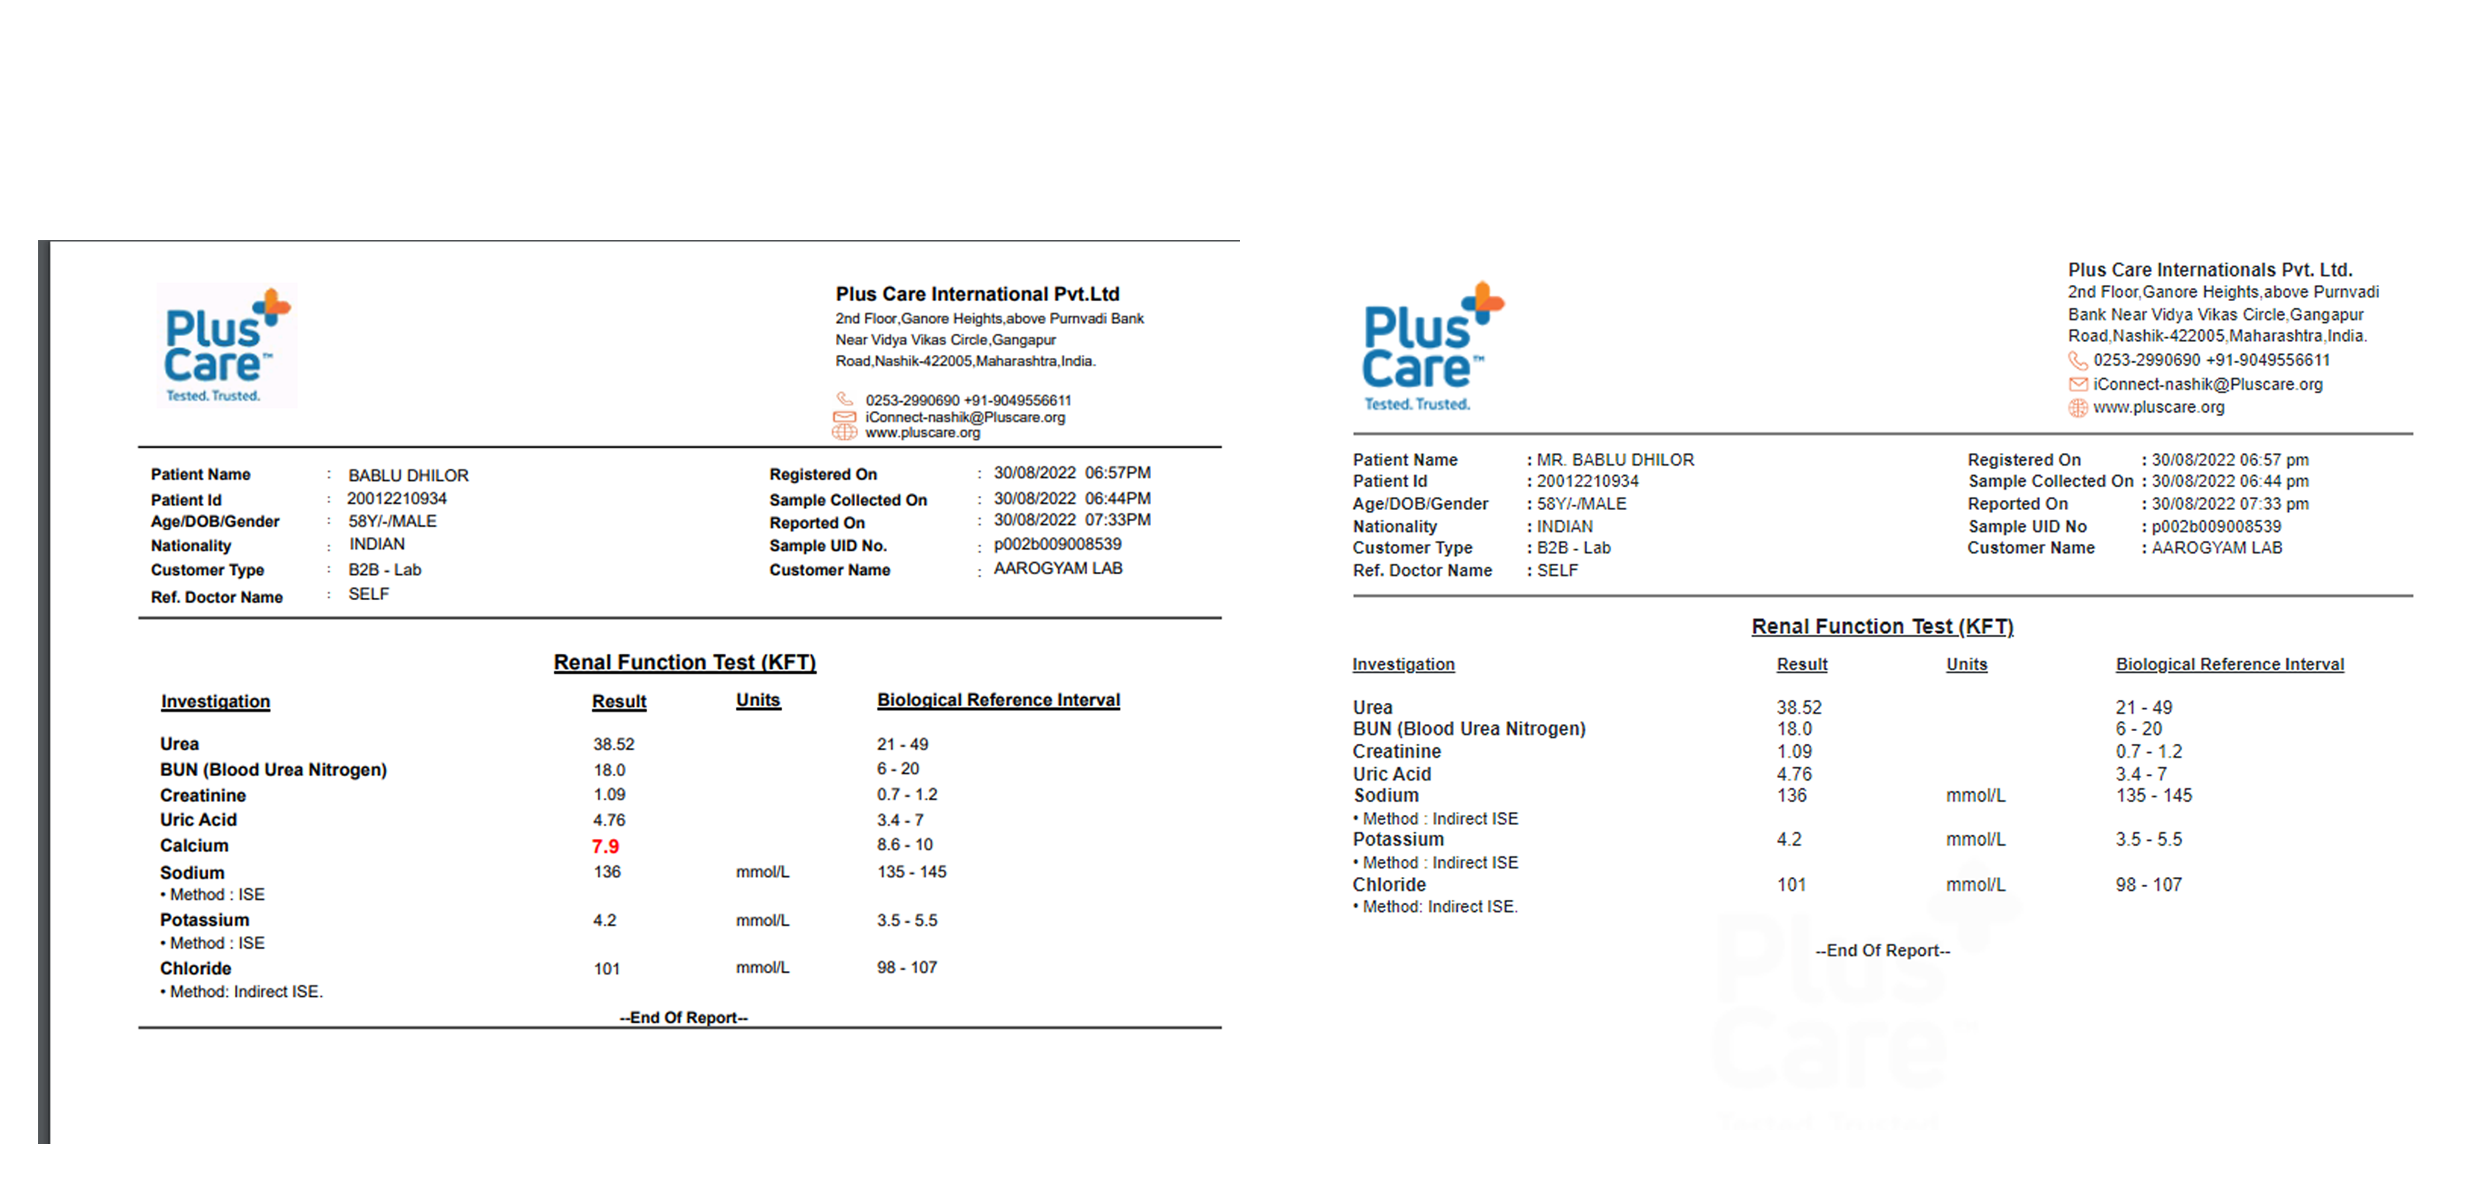 Plus
Care™
Tested. Trusted.
Plus Care International Pvt.Ltd
2nd Floor,Ganore Heights,above Purnvadi Bank
Near Vidya Vikas Circle,Gangapur
Road,Nashik-422005,Maharashtra,India.
0253-2990690 +91-9049556611
iConnect-nashik@Pluscare.org
www.pluscare.org
Patient Name : BABLU DHILOR Registered On : 30/08/2022 06:57PM
Patient Id : 20012210934 Sample Collected On : 30/08/2022 06:44PM
Age/DOB/Gender : 58Y/-/MALE Reported On : 30/08/2022 07:33PM
Nationality : INDIAN Sample UID No. : p002b009008539
Customer Type : B2B - Lab Customer Name : AAROGYAM LAB
Ref. Doctor Name : SELF
Renal Function Test (KFT)
Investigation Result Units Biological Reference Interval
Urea 38.52 21 - 49
BUN (Blood Urea Nitrogen) 18.0 6 - 20
Creatinine 1.09 0.7 - 1.2
Uric Acid 4.76 3.4 - 7
Calcium 7.9 8.6 - 10
Sodium 136 mmol/L 135 - 145
• Method : ISE
Potassium 4.2 mmol/L 3.5 - 5.5
• Method : ISE
Chloride 101 mmol/L 98 - 107
• Method: Indirect ISE.
--End Of Report--
Plus
Care™
Tested. Trusted.
Plus Care Internationals Pvt. Ltd.
2nd Floor,Ganore Heights,above Purnvadi
Bank Near Vidya Vikas Circle,Gangapur
Road,Nashik-422005,Maharashtra,India.
0253-2990690 +91-9049556611
iConnect-nashik@Pluscare.org
www.pluscare.org
Patient Name : MR. BABLU DHILOR Registered On : 30/08/2022 06:57 pm
Patient Id : 20012210934 Sample Collected On : 30/08/2022 06:44 pm
Age/DOB/Gender : 58Y/-/MALE Reported On : 30/08/2022 07:33 pm
Nationality : INDIAN Sample UID No : p002b009008539
Customer Type : B2B - Lab Customer Name : AAROGYAM LAB
Ref. Doctor Name : SELF
Renal Function Test (KFT)
Investigation Result Units Biological Reference Interval
Urea 38.52 21 - 49
BUN (Blood Urea Nitrogen) 18.0 6 - 20
Creatinine 1.09 0.7 - 1.2
Uric Acid 4.76 3.4 - 7
Sodium 136 mmol/L 135 - 145
• Method : Indirect ISE
Potassium 4.2 mmol/L 3.5 - 5.5
• Method : Indirect ISE
Chloride 101 mmol/L 98 - 107
• Method: Indirect ISE.
--End Of Report--
Plus
Care™
Tested. Trusted.